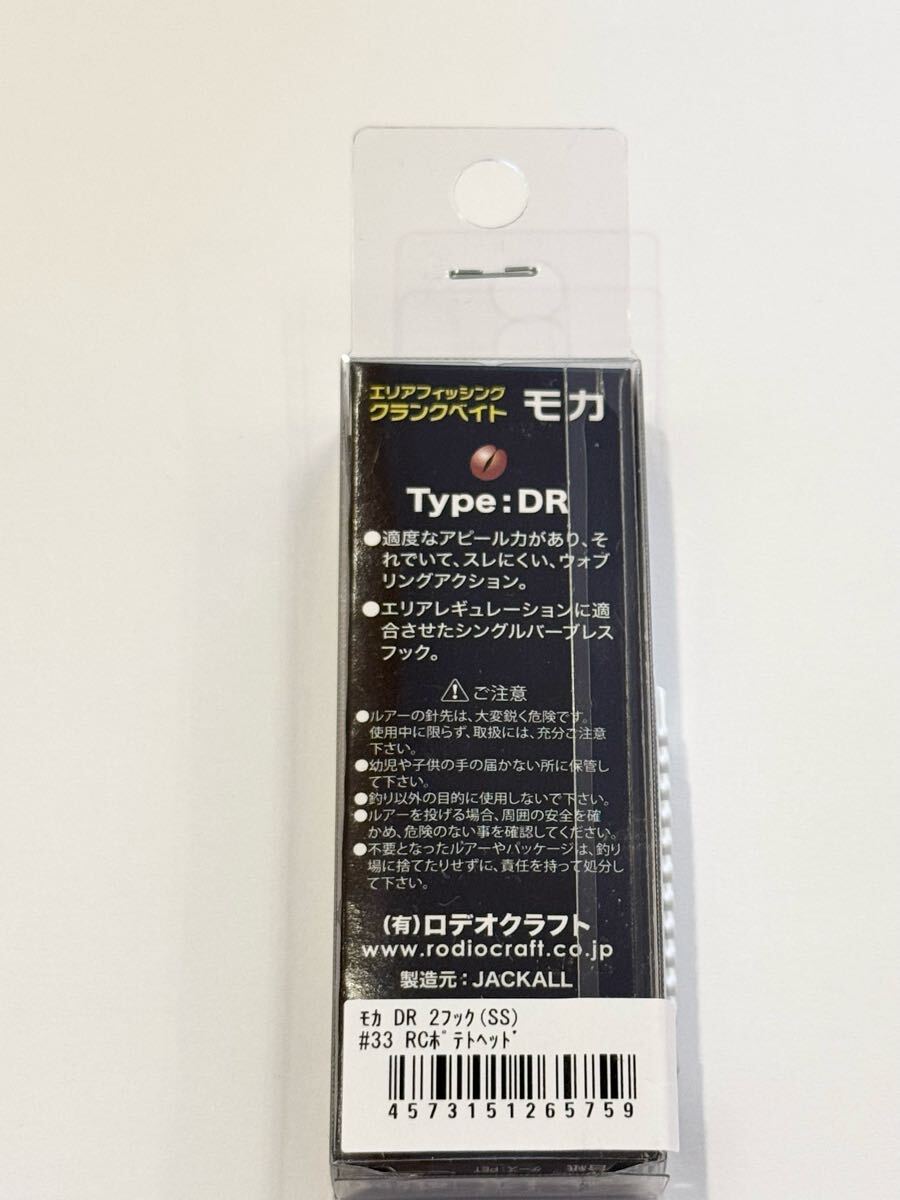 エリアフィッシング
クランクベイト モカ
Type:DR
●適度なアピール力があり、そ
れでいて、スレにくい、ウォブ
リングアクション。
●エリアレギュレーションに適
合させたシングルバーブレス
フック。
⚠ご注意
●ルアーの針先は、大変鋭く危険です。
使用中に限らず、取扱には、充分ご注意
下さい。
●幼児や子供の手の届かない所に保管し
て下さい。
●釣り以外の目的に使用しないで下さい。
●ルアーを投げる場合、周囲の安全を確
かめ、危険のない事を確認してください。
●不要となったルアーやパッケージは、釣り
場に捨てたりせずに、責任を持って処分し
て下さい。
(有)ロデオクラフト
www.rodiocraft.co.jp
製造元:JACKALL
ﾓｶ DR 2ﾌｯｸ(SS)
#33 RCﾎﾟﾃﾄﾍｯﾄﾞ
4573151265759